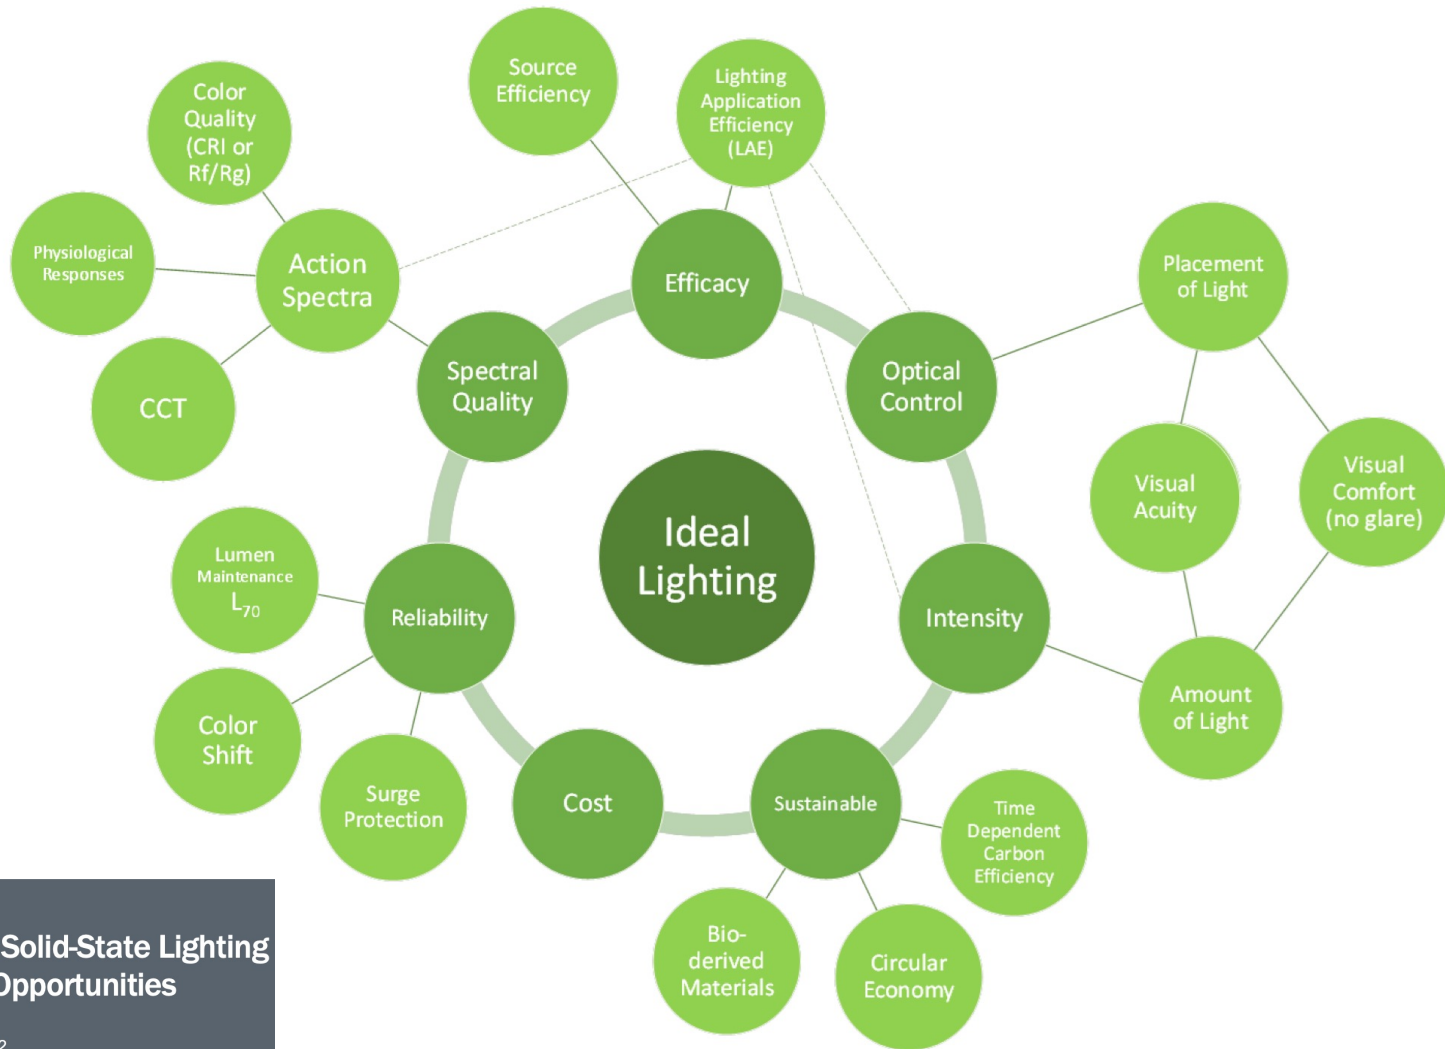 Source
Efficiency
Lighting
Application
Efficiency
(LAE)
Color
Quality
(CRI or
Rf/Rg)
Physiological
Responses
Action
Spectra
CCT
Efficacy
Spectral
Quality
Optical
Control
Placement
of Light
Visual
Acuity
Visual
Comfort
(no glare)
Ideal
Lighting
Lumen
Maintenance
L70
Reliability
Intensity
Color
Shift
Surge
Protection
Cost
Sustainable
Amount
of Light
Time
Dependent
Carbon
Efficiency
Bio-
derived
Materials
Circular
Economy
Solid-State Lighting
Opportunities
2